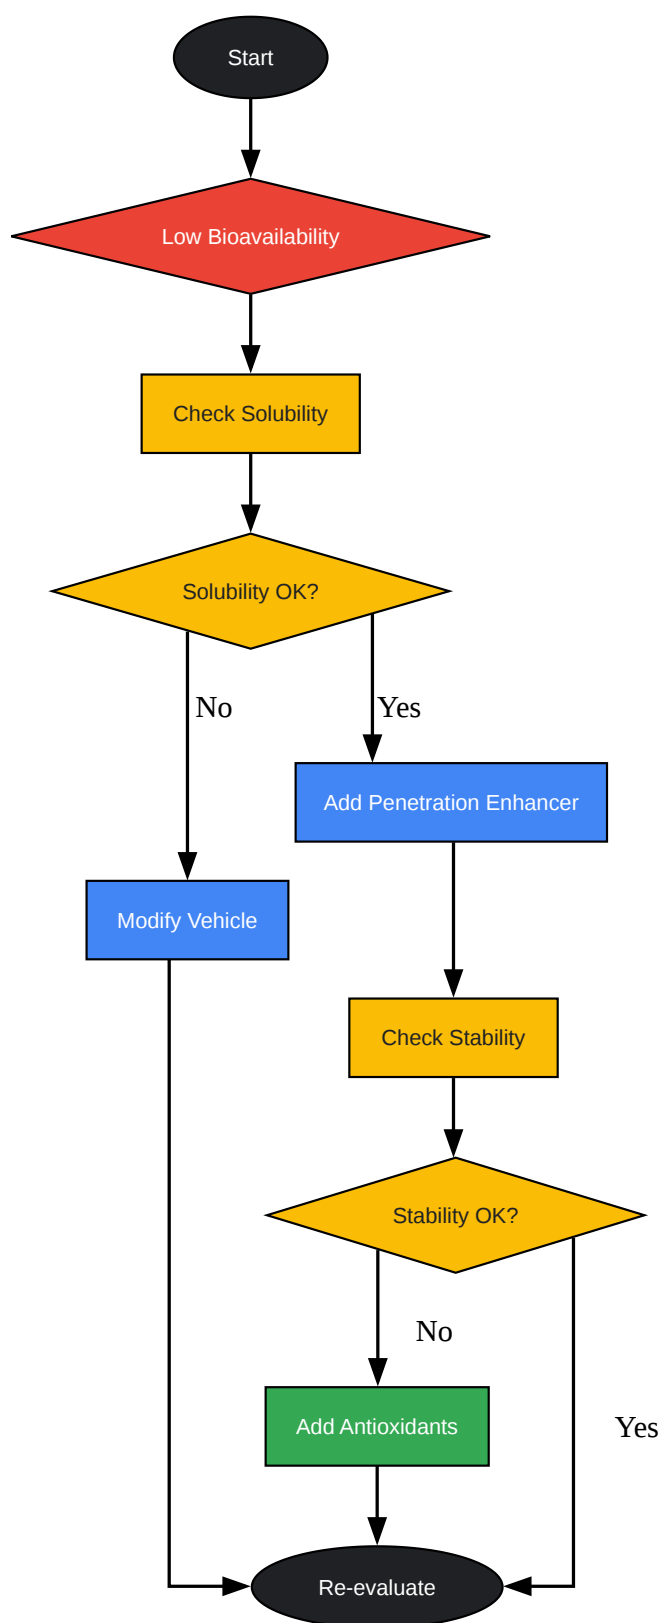 Start
Low Bioavailability
Check Solubility
Solubility OK?
No
Yes
Add Penetration Enhancer
Modify Vehicle
Check Stability
Stability OK?
No
Yes
Add Antioxidants
Re-evaluate